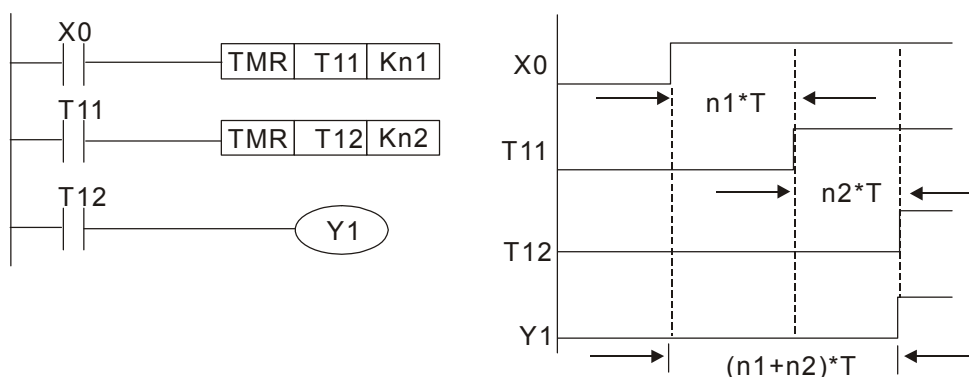 X0
TMR T11 Kn1
T11
TMR T12 Kn2
T12
Y1
X0
n1*T
T11
n2*T
T12
Y1
(n1+n2)*T